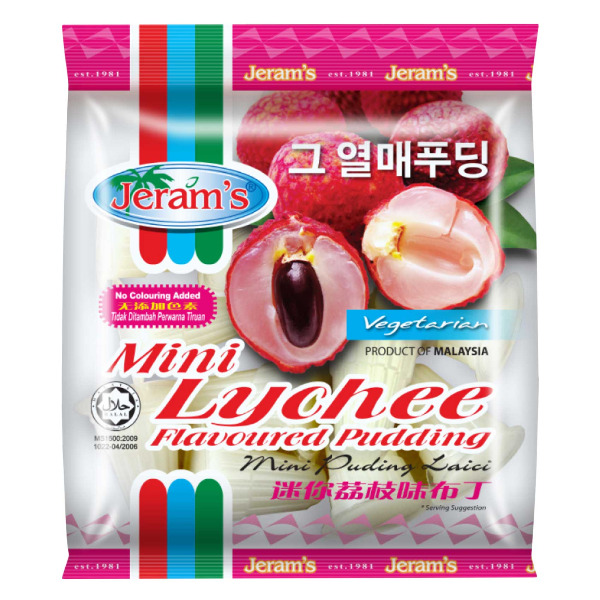 est.1981 Jeram's est.1981 Jeram's est.1981
그 열매푸딩
Jeram's®
No Colouring Added
无添加色素
Tidak Ditambah Perwarna Tiruan
Vegetarian
PRODUCT OF MALAYSIA
Mini
Lychee
Flavoured Pudding
حلال
HALAL
MS1500:2009
1022-04/2006
Mini Puding Laici
迷你荔枝味布丁
*Serving Suggestion
est.1981 Jeram's est.1981 Jeram's est.1981